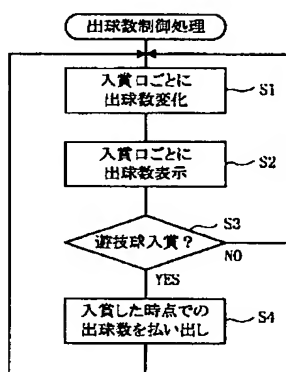 出球数制御処理
入賞口ごとに
出球数変化
S1
入賞口ごとに
出球数表示
S2
遊技球入賞?
S3
NO
YES
入賞した時点での
出球数を払い出し
S4